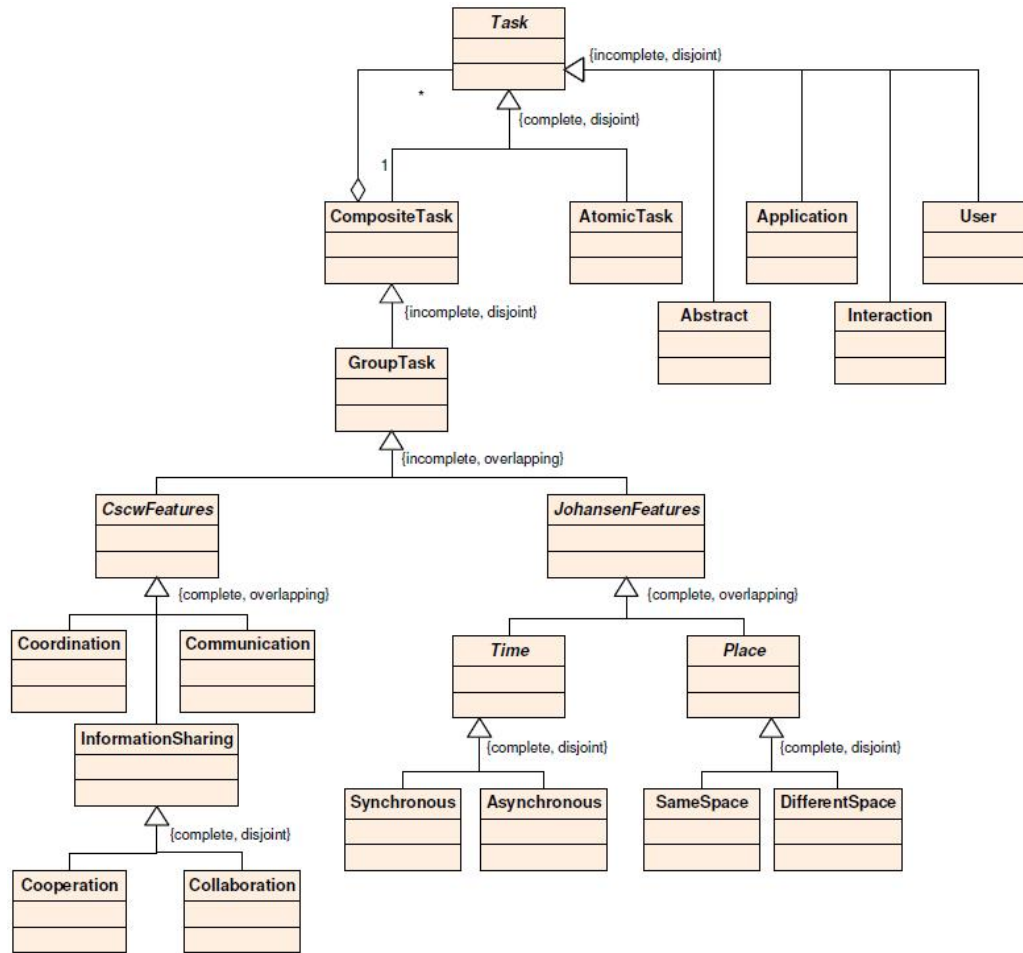 Task
{incomplete, disjoint}
*
{complete, disjoint}
1
CompositeTask
AtomicTask
Application
User
{incomplete, disjoint}
Abstract
Interaction
GroupTask
{incomplete, overlapping}
CscwFeatures
JohansenFeatures
{complete, overlapping}
{complete, overlapping}
Coordination
Communication
Time
Place
InformationSharing
{complete, disjoint}
{complete, disjoint}
Synchronous
Asynchronous
SameSpace
DifferentSpace
{complete, disjoint}
Cooperation
Collaboration